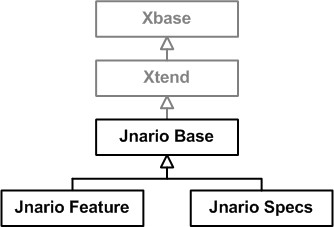 Xbase
Xtend
Jnario Base
Jnario Feature
Jnario Specs